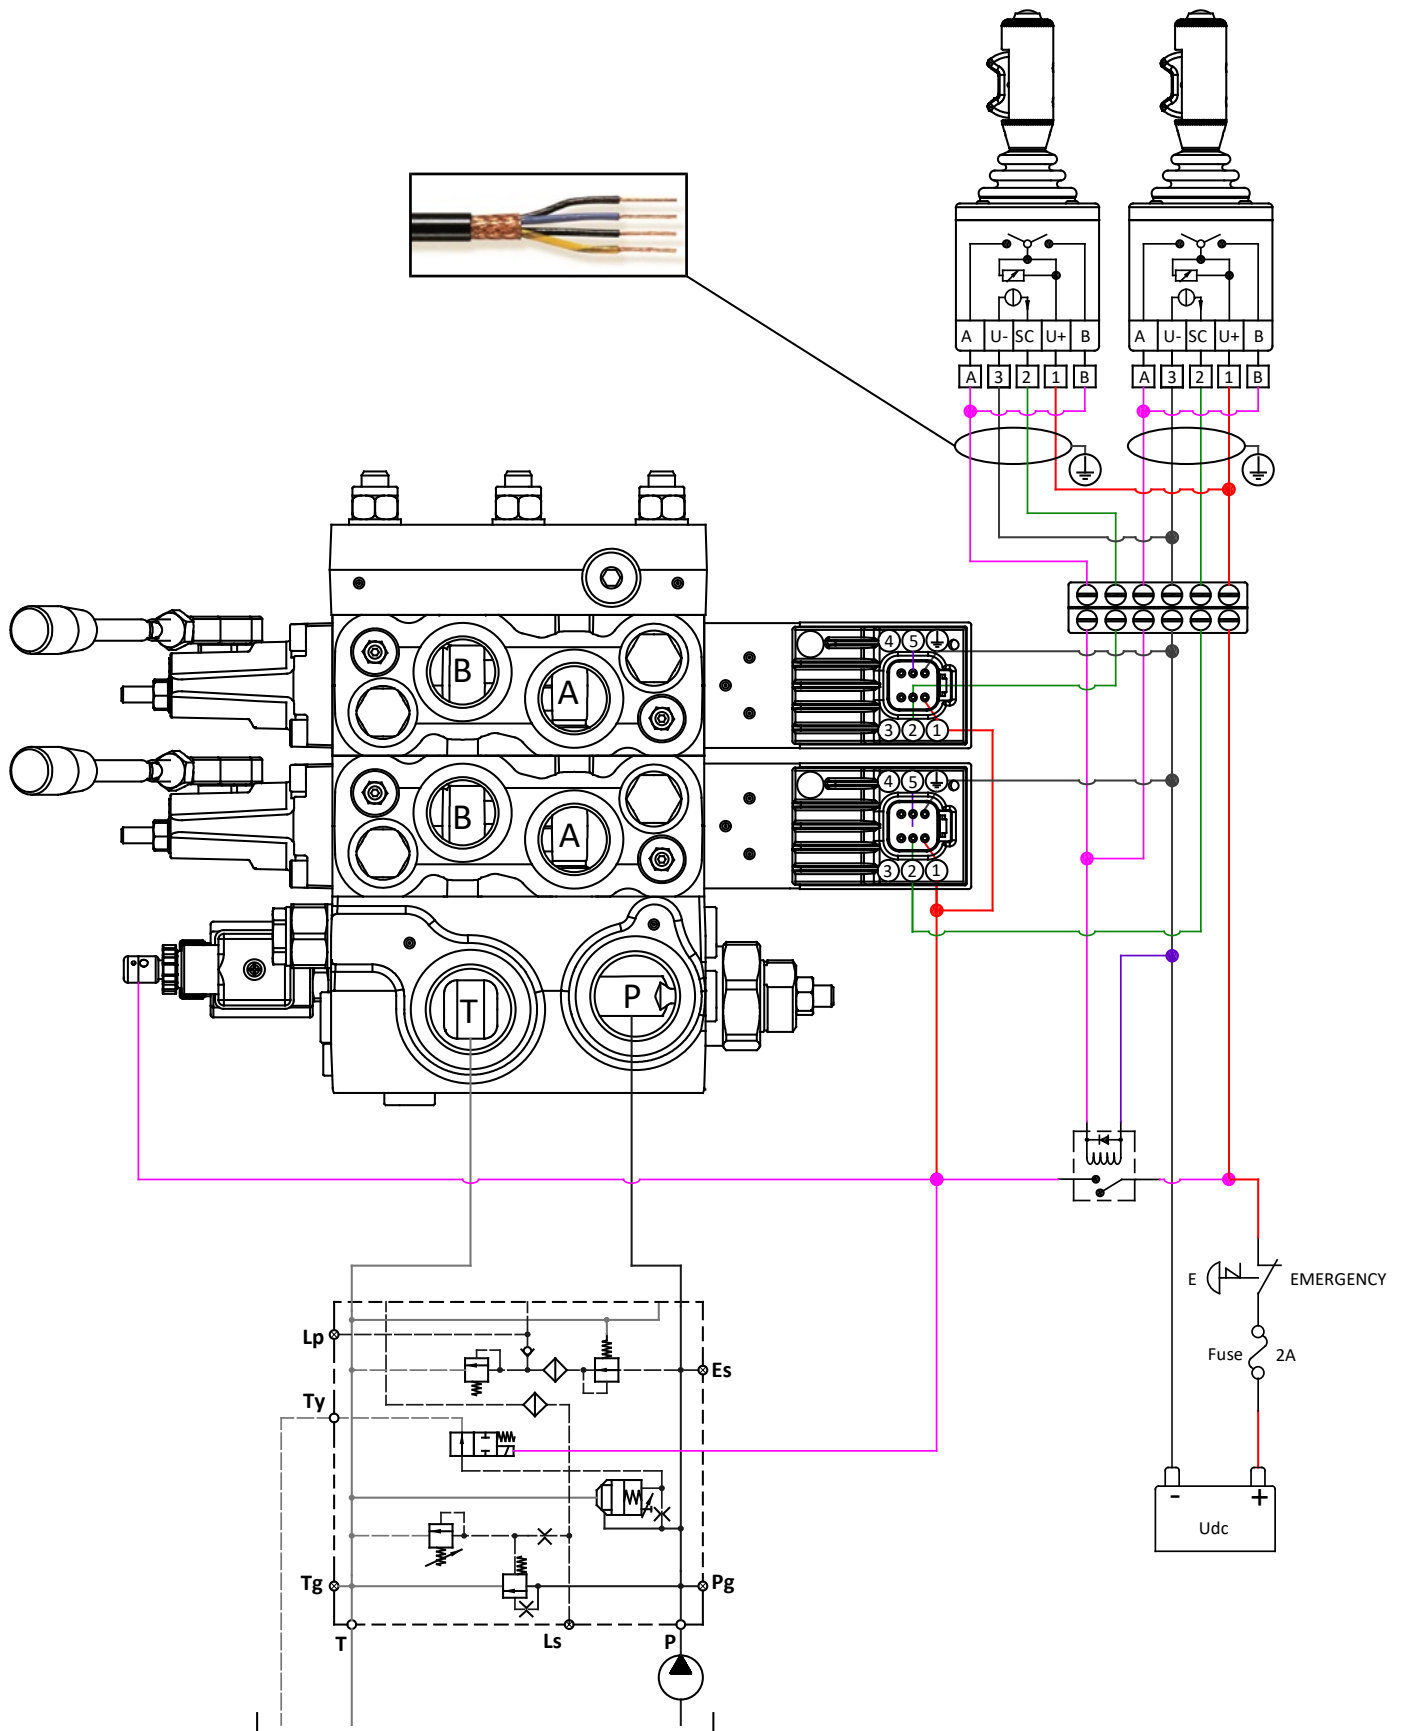 A U- SC U+ B
A U- SC U+ B
A 3 2 1 B
A 3 2 1 B
B A
4 5
3 2 1
B A
4 5
3 2 1
T P
E EMERGENCY
Fuse 2A
Lp
Es
Ty
- +
Udc
Tg
Pg
T Ls P